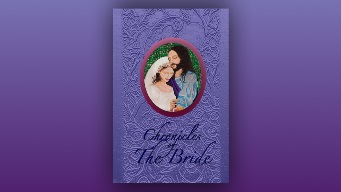 Chronicles
of
The Bride